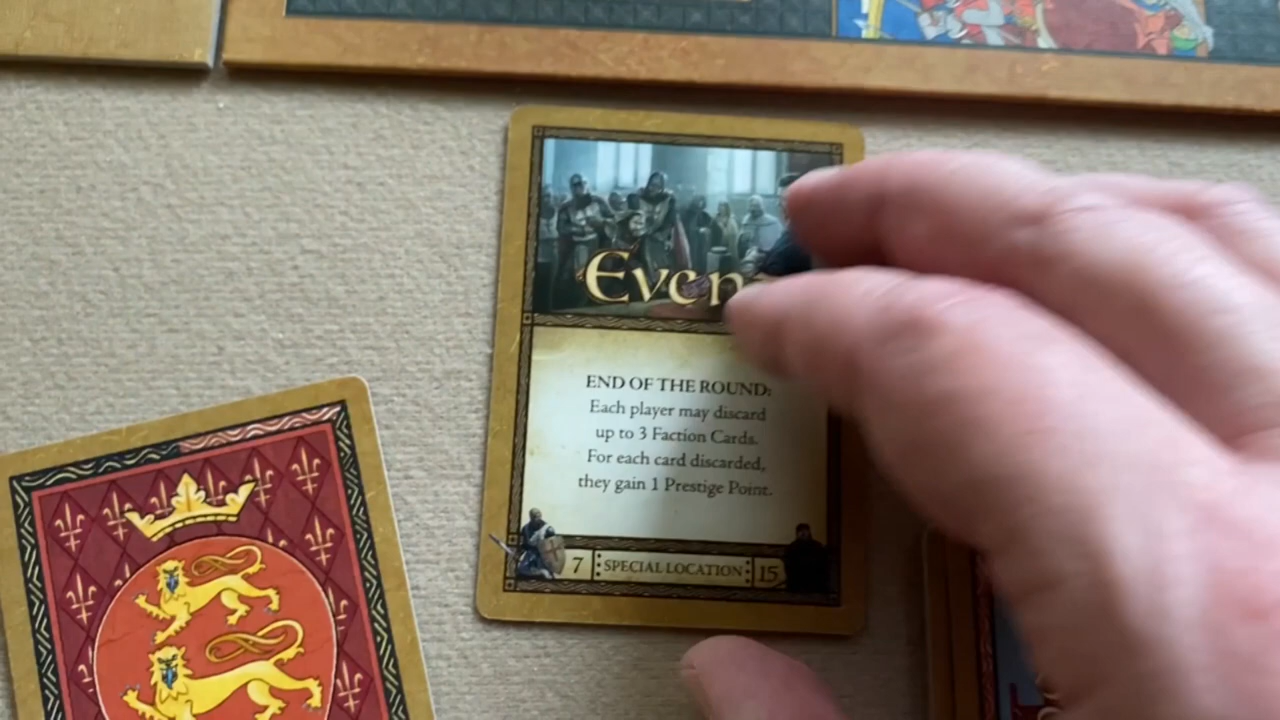 Even
END OF THE ROUND:
Each player may discard
up to 3 Faction Cards.
For each card discarded,
they gain 1 Prestige Point.
7 SPECIAL LOCATION 15